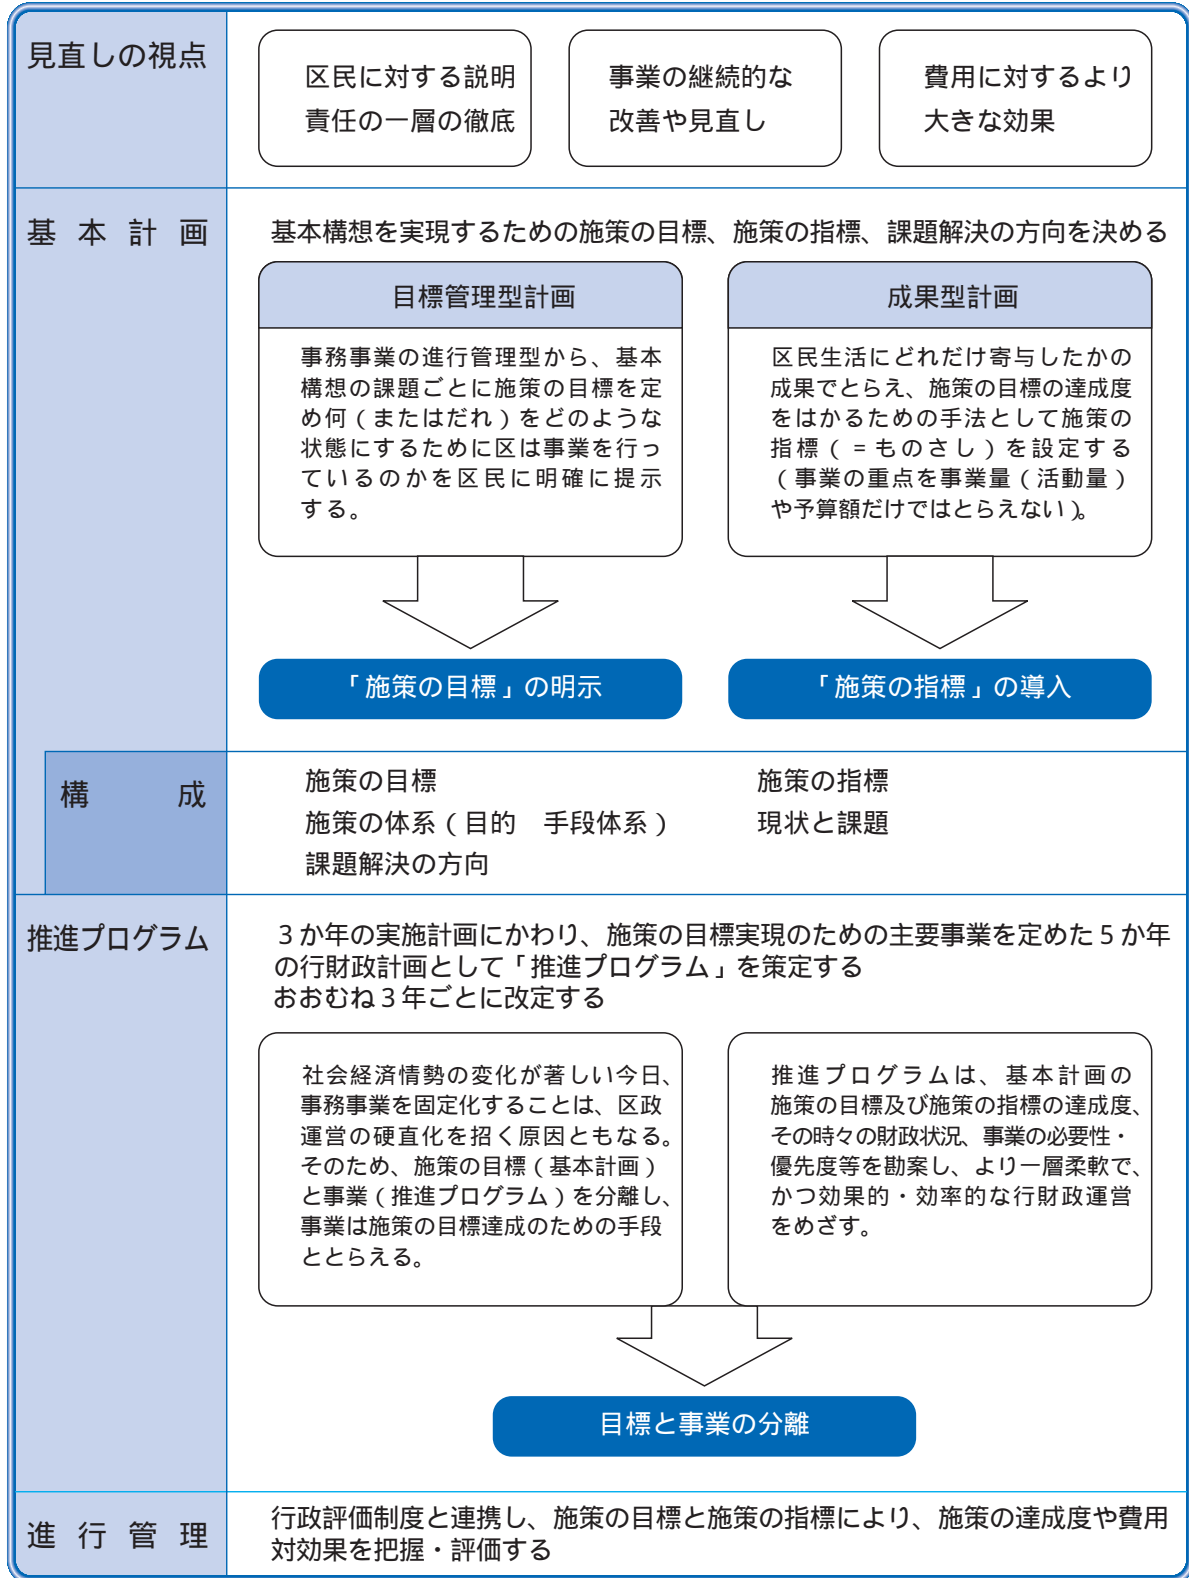 見直しの視点
区民に対する説明
責任の一層の徹底
事業の継続的な
改善や見直し
費用に対するより
大きな効果
基本計画
基本構想を実現するための施策の目標、施策の指標、課題解決の方向を決める
目標管理型計画
事務事業の進行管理型から、基本
構想の課題ごとに施策の目標を定
め何(またはだれ)をどのような
状態にするために区は事業を行っ
ているのかを区民に明確に提示
する。
成果型計画
区民生活にどれだけ寄与したかの
成果でとらえ、施策の目標の達成度
をはかるための手法として施策の
指標(=ものさし)を設定する
(事業の重点を事業量(活動量)
や予算額だけではとらえない)。
「施策の目標」の明示
「施策の指標」の導入
構成
施策の目標
施策の指標
施策の体系(目的 手段体系)
現状と課題
課題解決の方向
推進プログラム
3か年の実施計画にかわり、施策の目標実現のための主要事業を定めた5か年
の行財政計画として「推進プログラム」を策定する
おおむね3年ごとに改定する
社会経済情勢の変化が著しい今日、
事務事業を固定化することは、区政
運営の硬直化を招く原因ともなる。
そのため、施策の目標(基本計画)
と事業(推進プログラム)を分離し、
事業は施策の目標達成のための手段
ととらえる。
推進プログラムは、基本計画の
施策の目標及び施策の指標の達成度、
その時々の財政状況、事業の必要性・
優先度等を勘案し、より一層柔軟で、
かつ効果的・効率的な行財政運営
をめざす。
目標と事業の分離
進行管理
行政評価制度と連携し、施策の目標と施策の指標により、施策の達成度や費用
対効果を把握・評価する